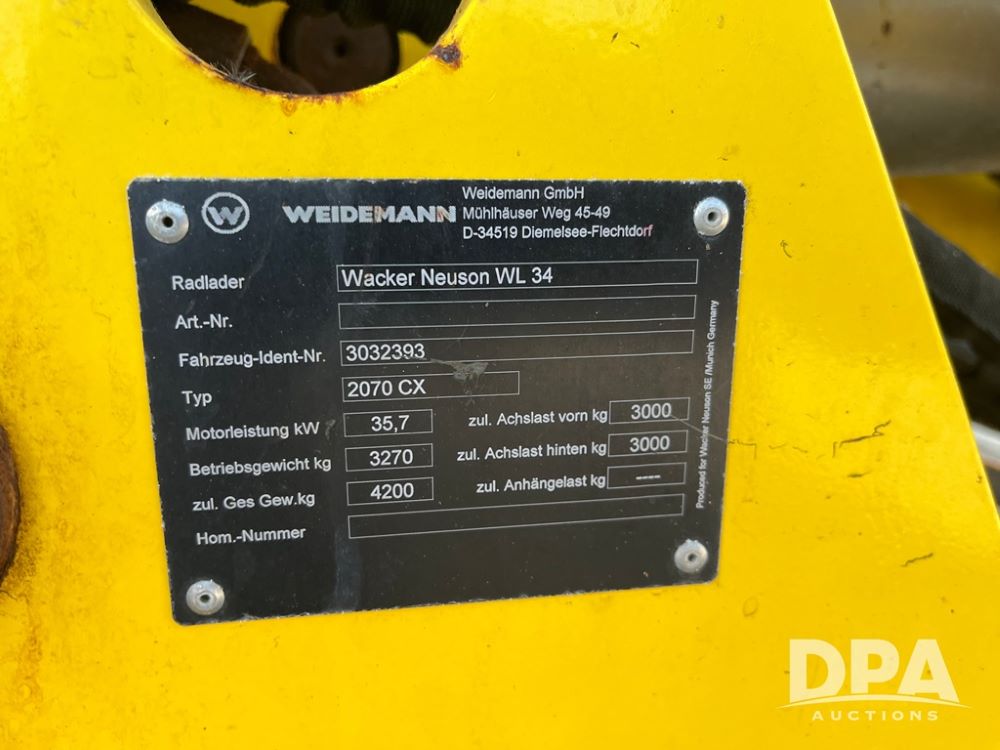 W
WEIDEMANN
Weidemann GmbH
Mühlhäuser Weg 45-49
D-34519 Diemelsee-Flechtdorf
Radlader Wacker Neuson WL 34
Art.-Nr.
Fahrzeug-Ident-Nr. 3032393
Typ 2070 CX
Motorleistung kW 35,7 zul. Achslast vorn kg 3000
Betriebsgewicht kg 3270 zul. Achslast hinten kg 3000
zul. Ges Gew.kg 4200 zul. Anhängelast kg ----
Hom.-Nummer
Produced for Wacker Neuson SE /Munich Germany
DPA
AUCTIONS